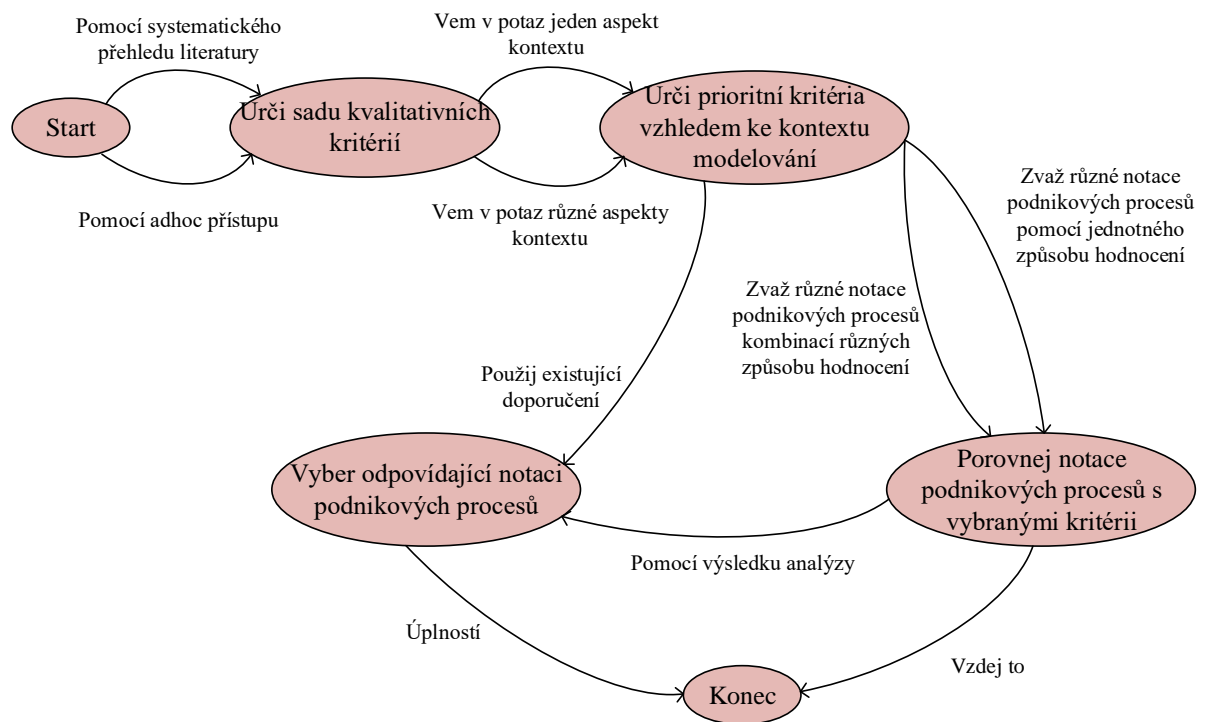 Pomocí systematického
přehledu literatury
Vem v potaz jeden aspekt
kontextu
Start
Urči sadu kvalitativních
kritérií
Urči prioritní kritéria
vzhledem ke kontextu
modelování
Pomocí adhoc přístupu
Vem v potaz různé aspekty
kontextu
Zvaž různé notace
podnikových procesů
pomocí jednotného
způsobu hodnocení
Zvaž různé notace
podnikových procesů
kombinací různých
způsobu hodnocení
Použij existující
doporučení
Vyber odpovídající notaci
podnikových procesů
Porovnej notace
podnikových procesů s
vybranými kritérii
Pomocí výsledku analýzy
Úplností
Vzdej to
Konec